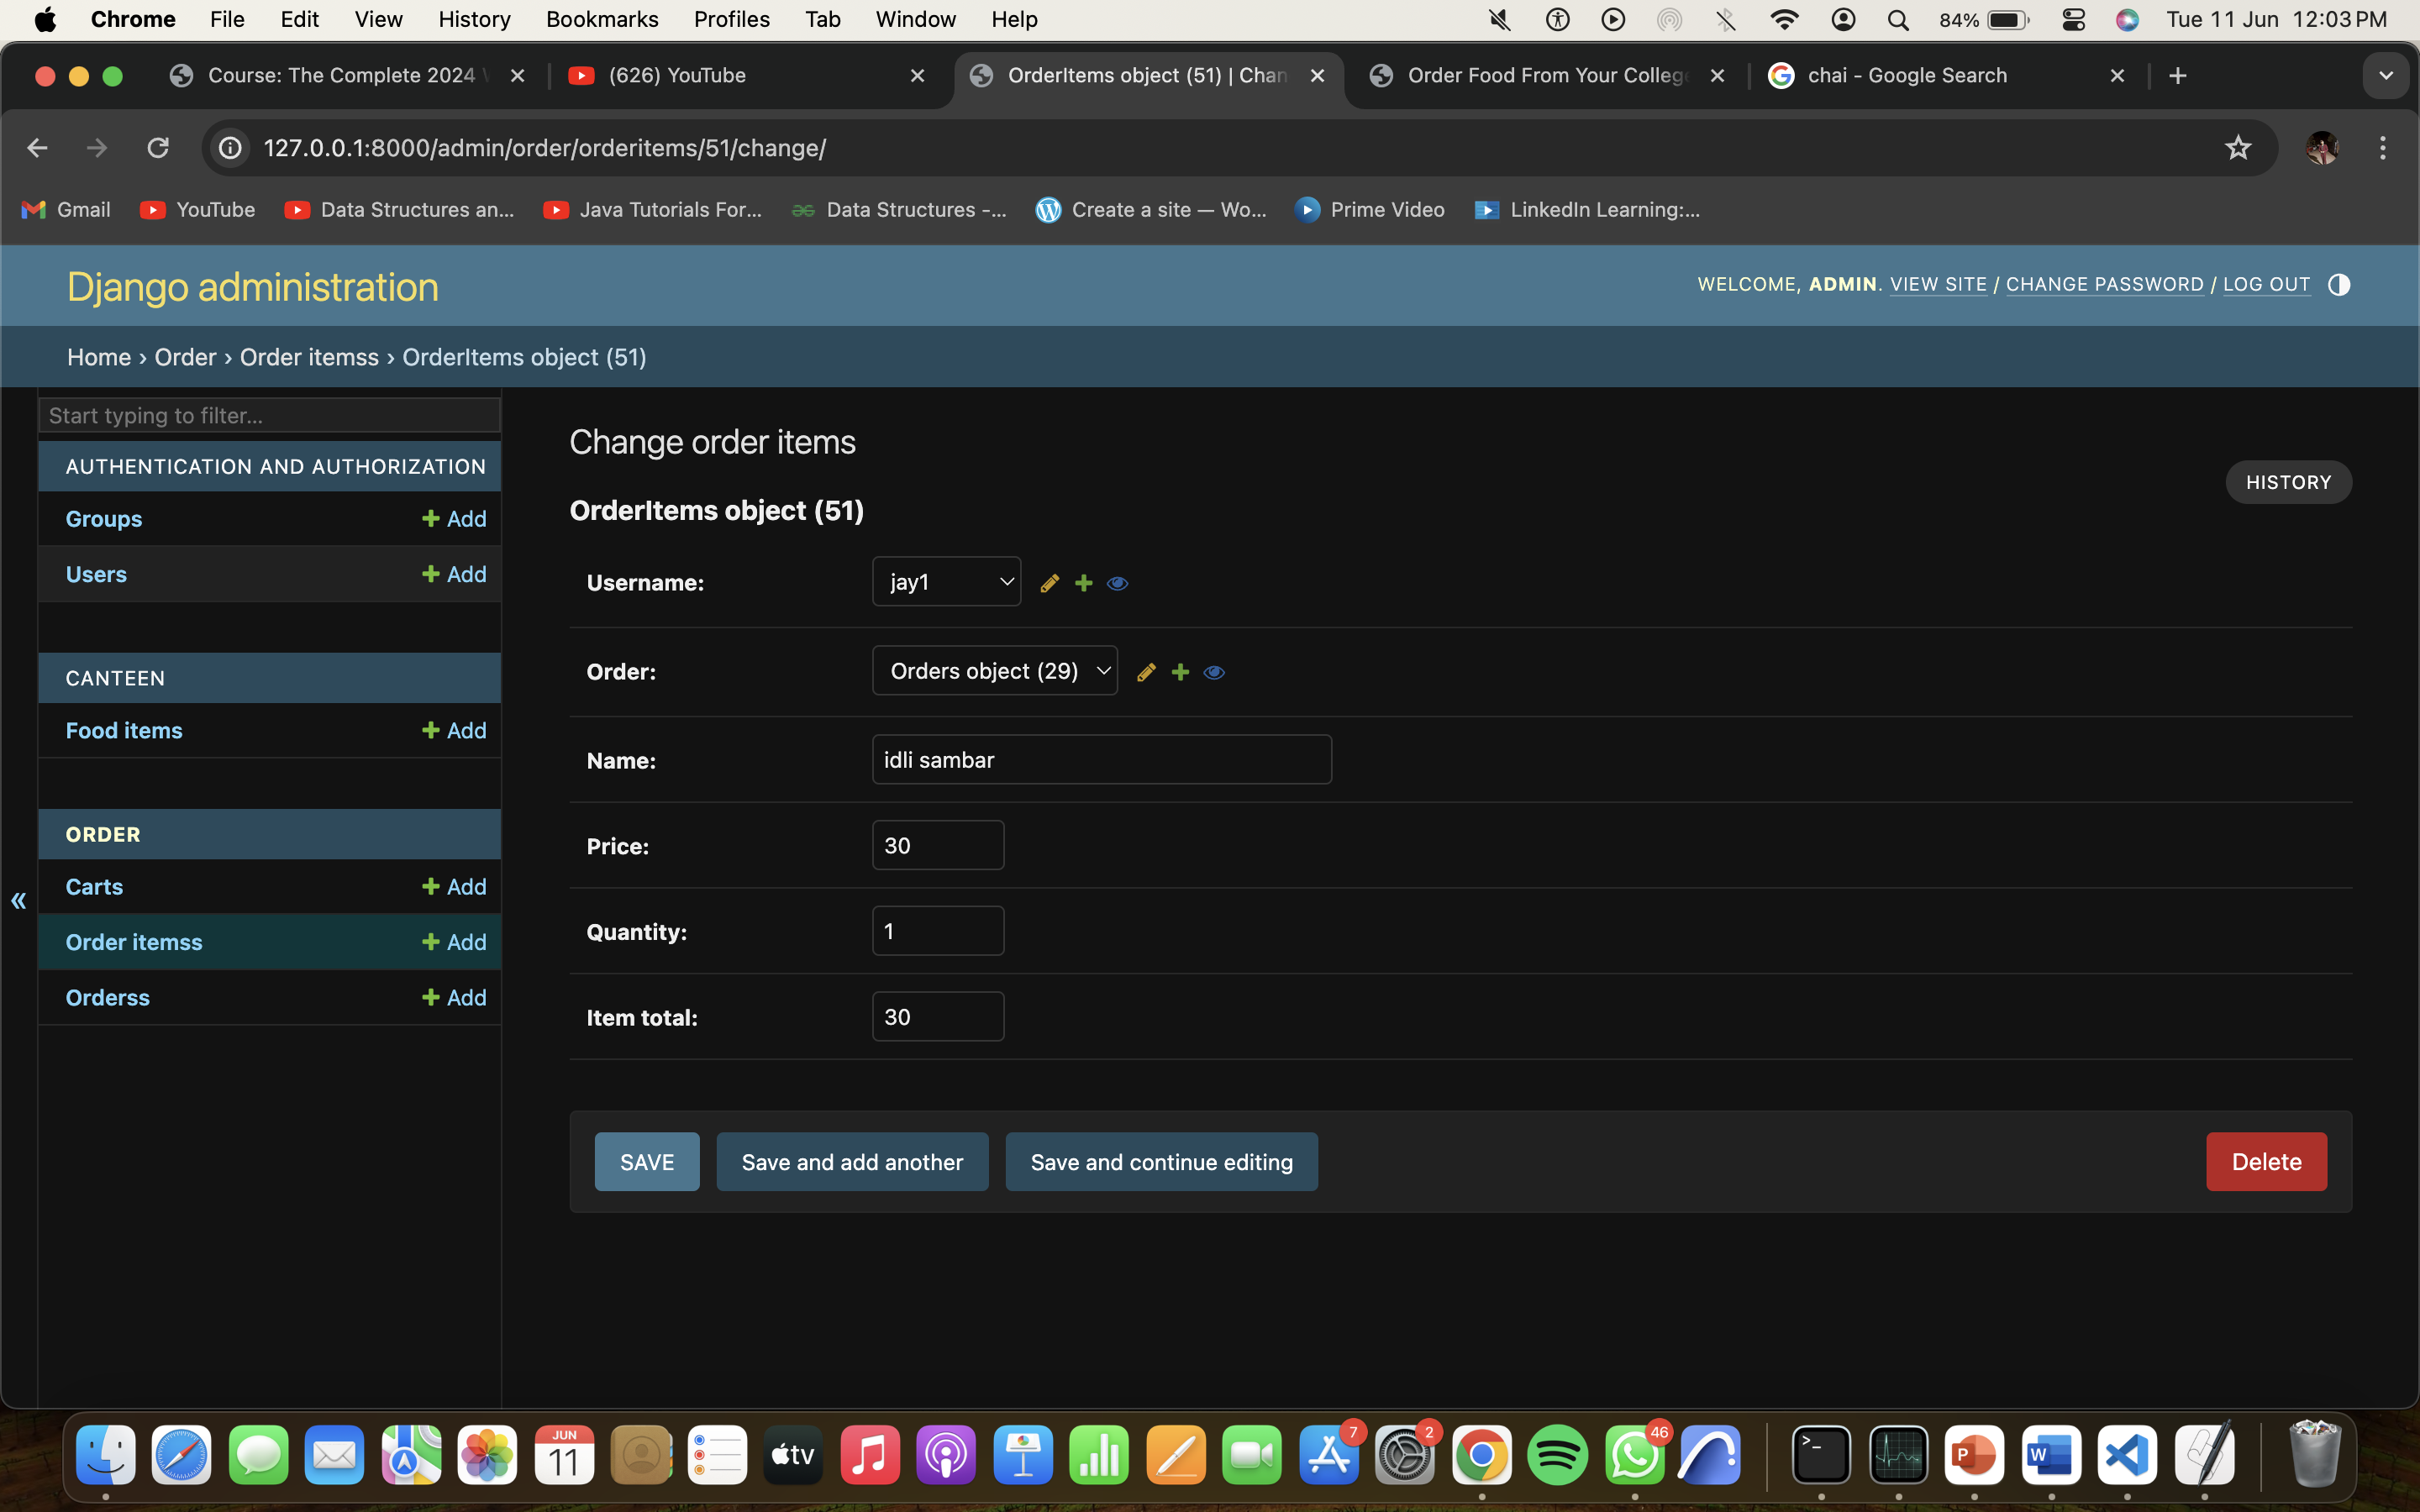 Chrome File Edit View History Bookmarks Profiles Tab Window Help 84% Tue 11 Jun 12:03 PM
Course: The Complete 2024 (626) YouTube OrderItems object (51) | Chan Order Food From Your Colleg chai - Google Search
127.0.0.1:8000/admin/order/orderitems/51/change/
Gmail YouTube Data Structures an... Java Tutorials For... Data Structures -... Create a site — Wo... Prime Video LinkedIn Learning:...
Django administration
WELCOME, ADMIN. VIEW SITE / CHANGE PASSWORD / LOG OUT
Home › Order › Order itemss › OrderItems object (51)
Start typing to filter...
AUTHENTICATION AND AUTHORIZATION
Groups + Add
Users + Add
CANTEEN
Food items + Add
ORDER
Carts + Add
Order itemss + Add
Orderss + Add
«
Change order items
HISTORY
OrderItems object (51)
Username: jay1
Order: Orders object (29)
Name: idli sambar
Price: 30
Quantity: 1
Item total: 30
SAVE Save and add another Save and continue editing Delete
JUN
11
tv
7
2
46
>_
P
W